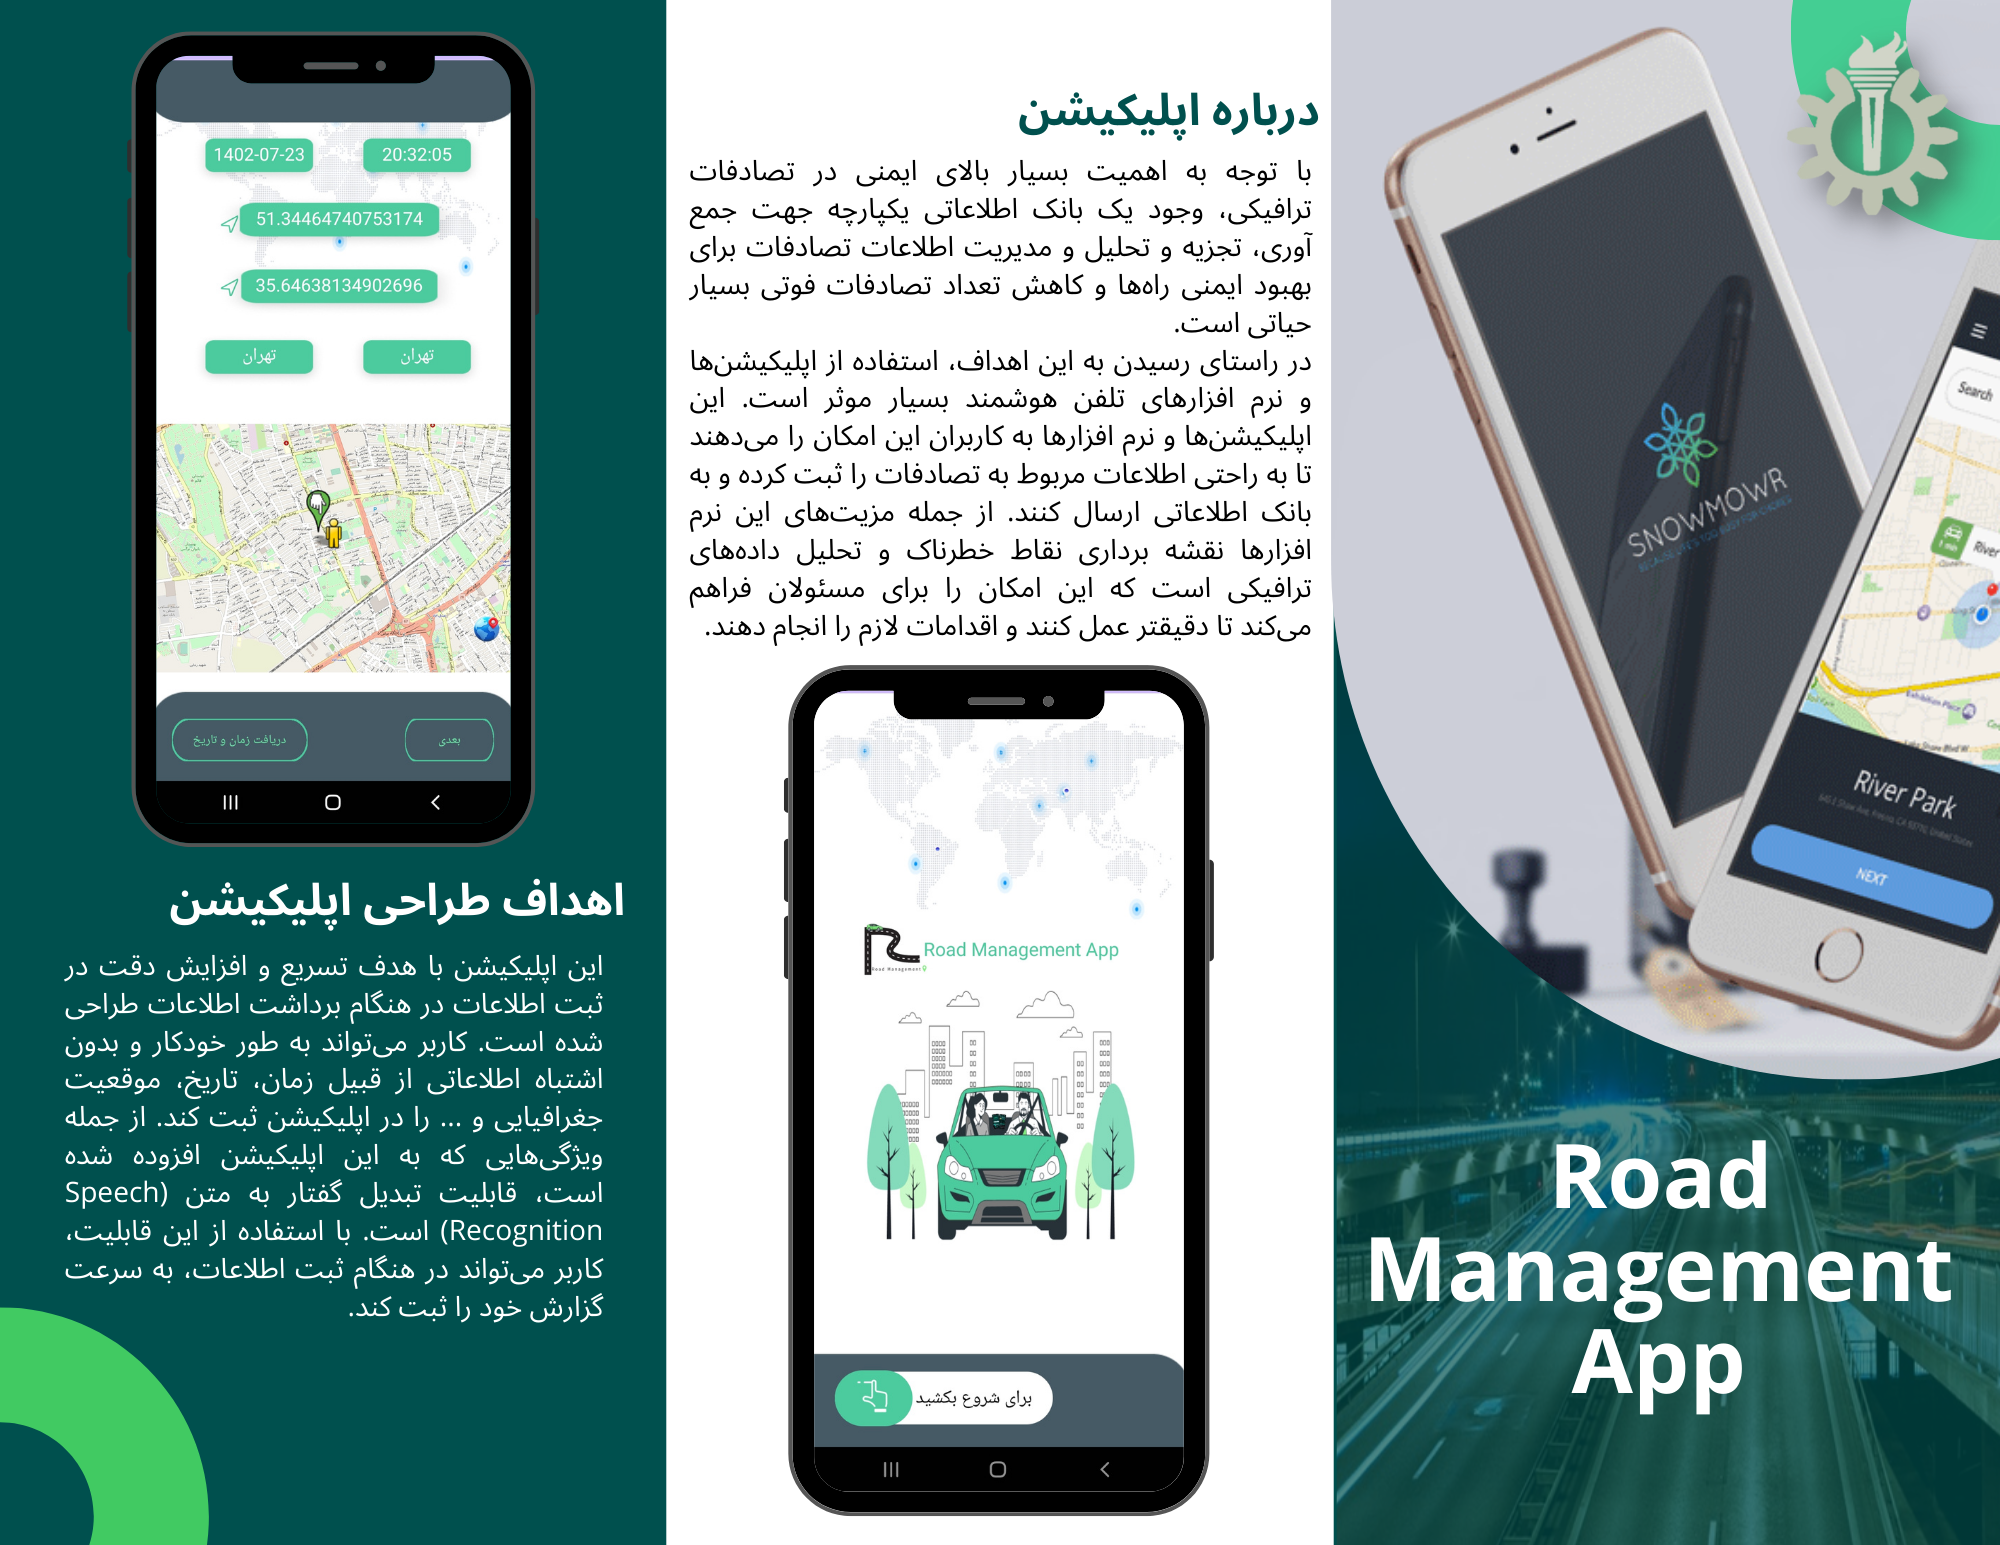 1402-07-23
20:32:05
51.34464740753174
35.64638134902696
تهران
تهران
دریافت زمان و تاریخ
بعدی
اهداف طراحی اپلیکیشن
این اپلیکیشن با هدف تسریع و افزایش دقت در
ثبت اطلاعات در هنگام برداشت اطلاعات طراحی
شده است. کاربر می‌تواند به طور خودکار و بدون
اشتباه اطلاعاتی از قبیل زمان، تاریخ، موقعیت
جغرافیایی و ... را در اپلیکیشن ثبت کند. از جمله
ویژگی‌هایی که به این اپلیکیشن افزوده شده
است، قابلیت تبدیل گفتار به متن (Speech
Recognition) است. با استفاده از این قابلیت،
کاربر می‌تواند در هنگام ثبت اطلاعات، به سرعت
گزارش خود را ثبت کند.
درباره اپلیکیشن
با توجه به اهمیت بسیار بالای ایمنی در تصادفات
ترافیکی، وجود یک بانک اطلاعاتی یکپارچه جهت جمع
آوری، تجزیه و تحلیل و مدیریت اطلاعات تصادفات برای
بهبود ایمنی راه‌ها و کاهش تعداد تصادفات فوتی بسیار
حیاتی است.
در راستای رسیدن به این اهداف، استفاده از اپلیکیشن‌ها
و نرم افزارهای تلفن هوشمند بسیار موثر است. این
اپلیکیشن‌ها و نرم افزارها به کاربران این امکان را می‌دهند
تا به راحتی اطلاعات مربوط به تصادفات را ثبت کرده و به
بانک اطلاعاتی ارسال کنند. از جمله مزیت‌های این نرم
افزارها نقشه برداری نقاط خطرناک و تحلیل داده‌های
ترافیکی است که این امکان را برای مسئولان فراهم
می‌کند تا دقیقتر عمل کنند و اقدامات لازم را انجام دهند.
Road Management App
Road Management
برای شروع بکشید
SNOWMOWR
Search
1 min
River
River Park
NEXT
Road
Management
App